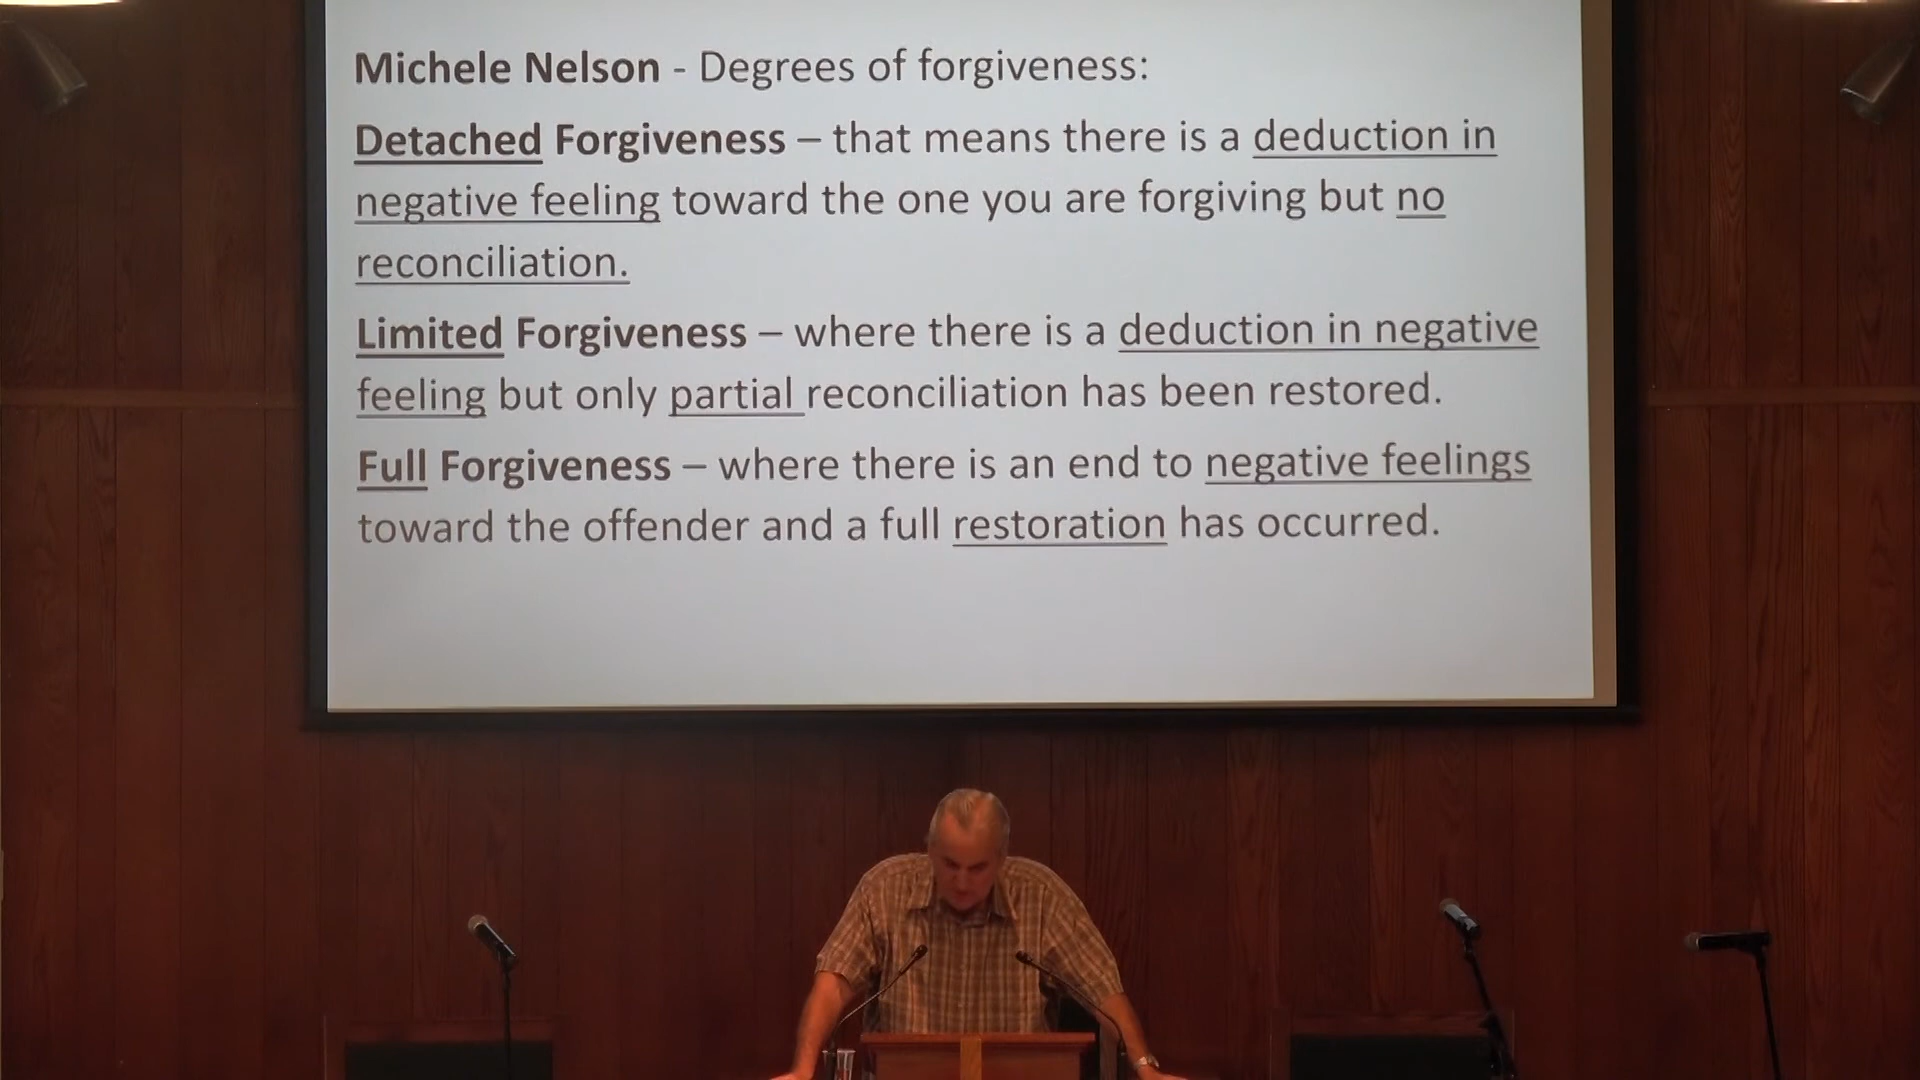 Michele Nelson - Degrees of forgiveness:
Detached Forgiveness – that means there is a deduction in
negative feeling toward the one you are forgiving but no
reconciliation.
Limited Forgiveness – where there is a deduction in negative
feeling but only partial reconciliation has been restored.
Full Forgiveness – where there is an end to negative feelings
toward the offender and a full restoration has occurred.